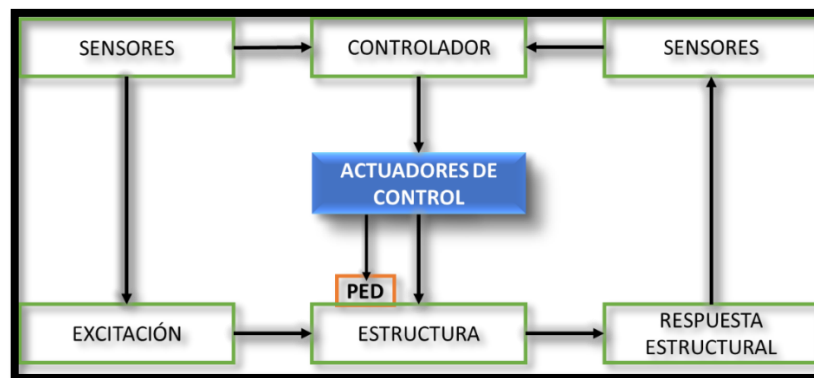 SENSORES
CONTROLADOR
SENSORES
ACTUADORES DE
CONTROL
PED
EXCITACIÓN
ESTRUCTURA
RESPUESTA
ESTRUCTURAL